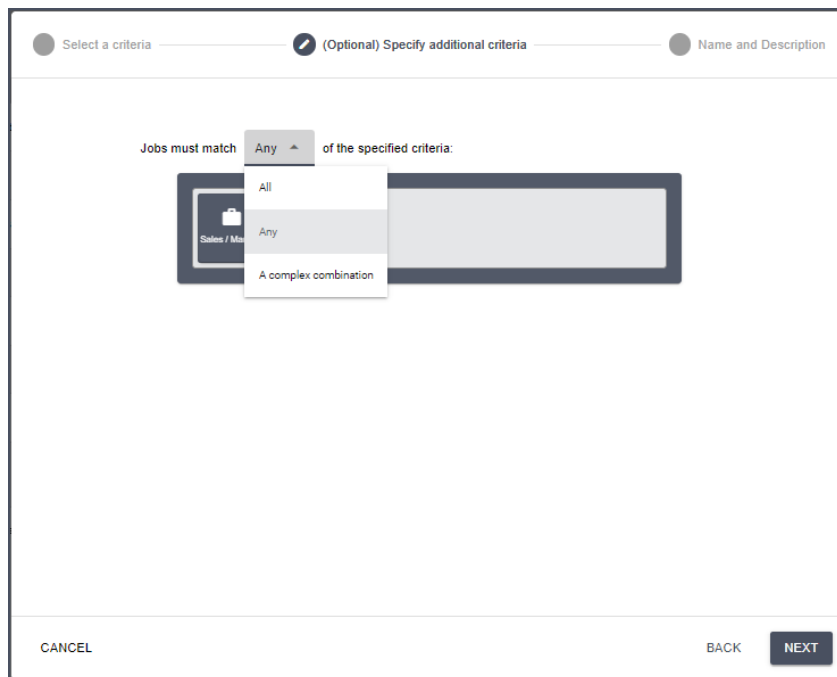 Select a criteria
(Optional) Specify additional criteria
Name and Description
Jobs must match Any of the specified criteria:
All
Any
A complex combination
Sales /
CANCEL
BACK
NEXT